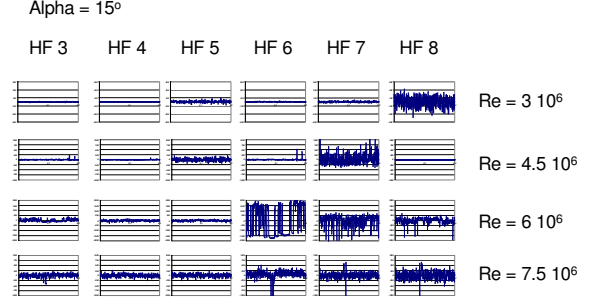 Alpha = 15º
HF 3 HF 4 HF 5 HF 6 HF 7 HF 8
Re = 3 10⁶
Re = 4.5 10⁶
Re = 6 10⁶
Re = 7.5 10⁶